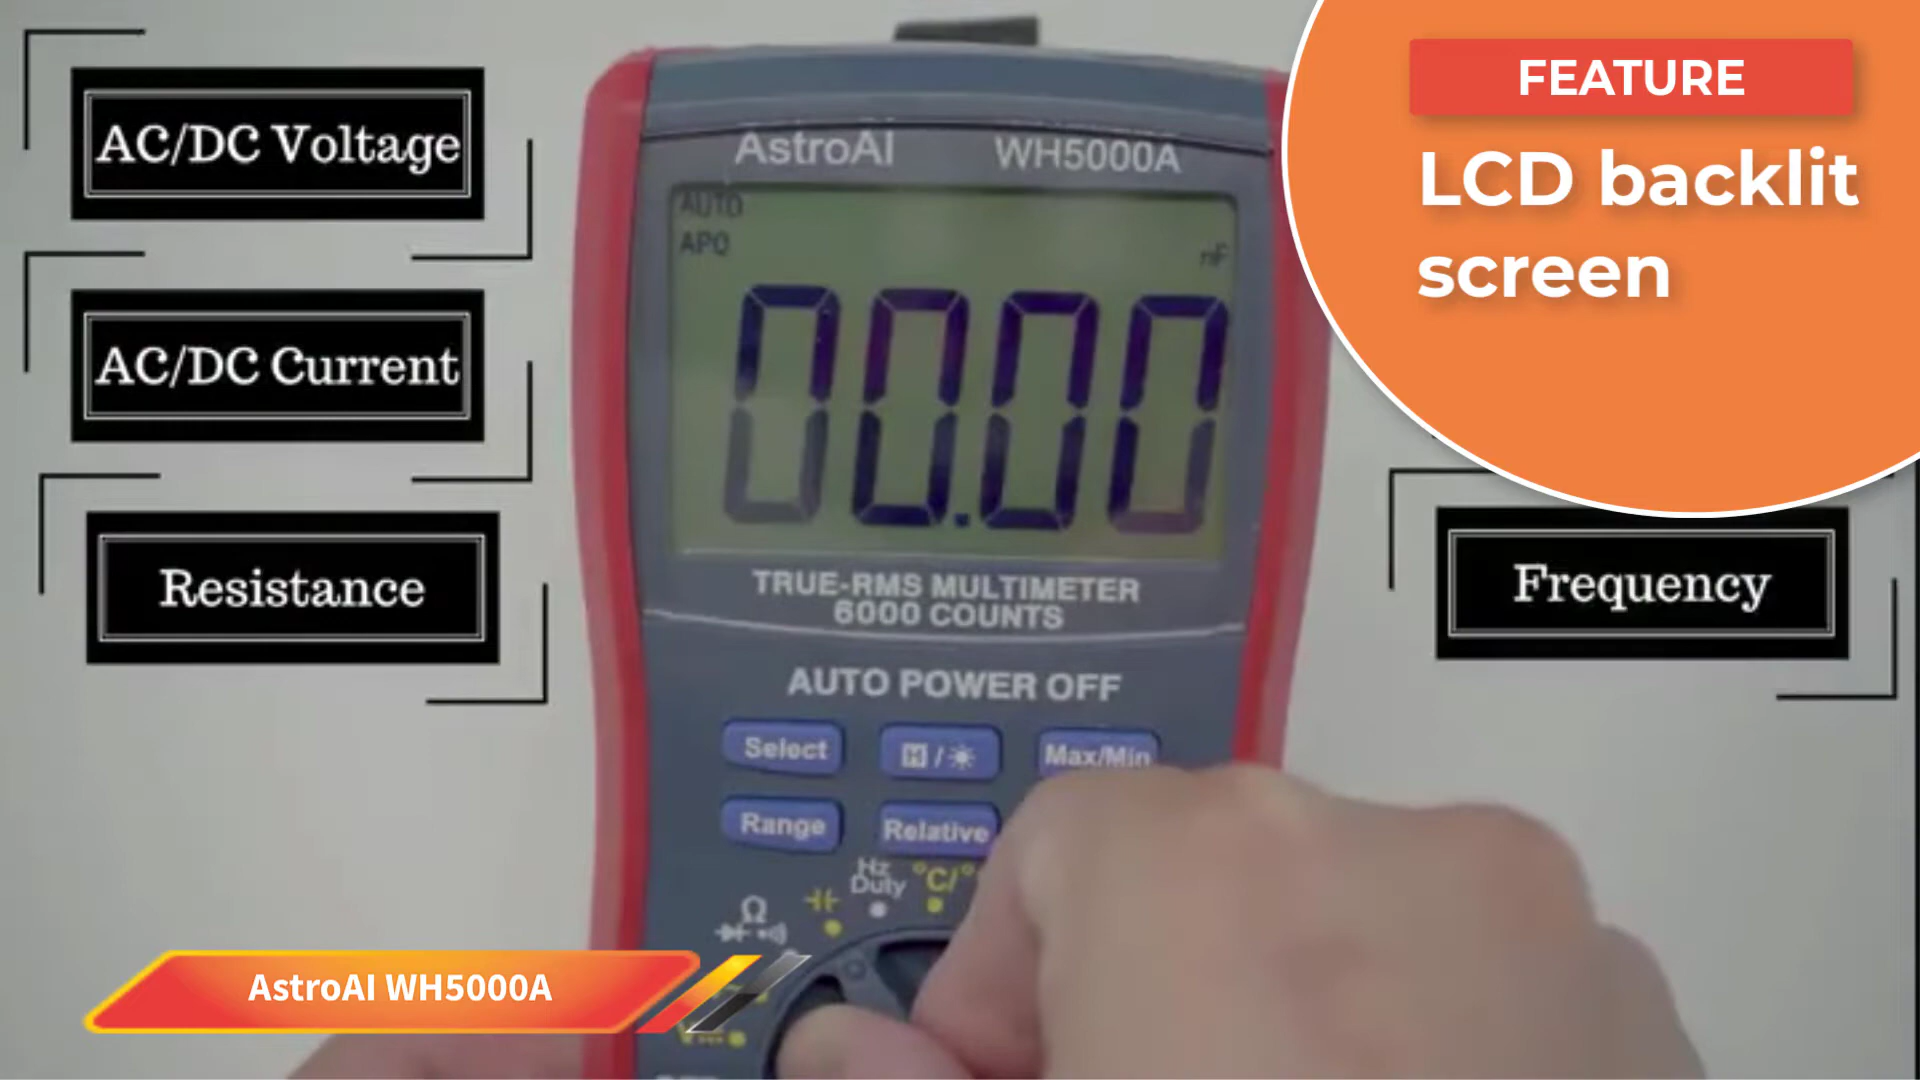 AC/DC Voltage
AC/DC Current
Resistance
AstroAI WH5000A
AUTO
APO
nF
00.00
TRUE-RMS MULTIMETER
6000 COUNTS
AUTO POWER OFF
Select
H / ☀
Max/Min
Range
Relative
Hz
Duty
°C/°
Ω
FEATURE
LCD backlit
screen
Frequency
AstroAI WH5000A